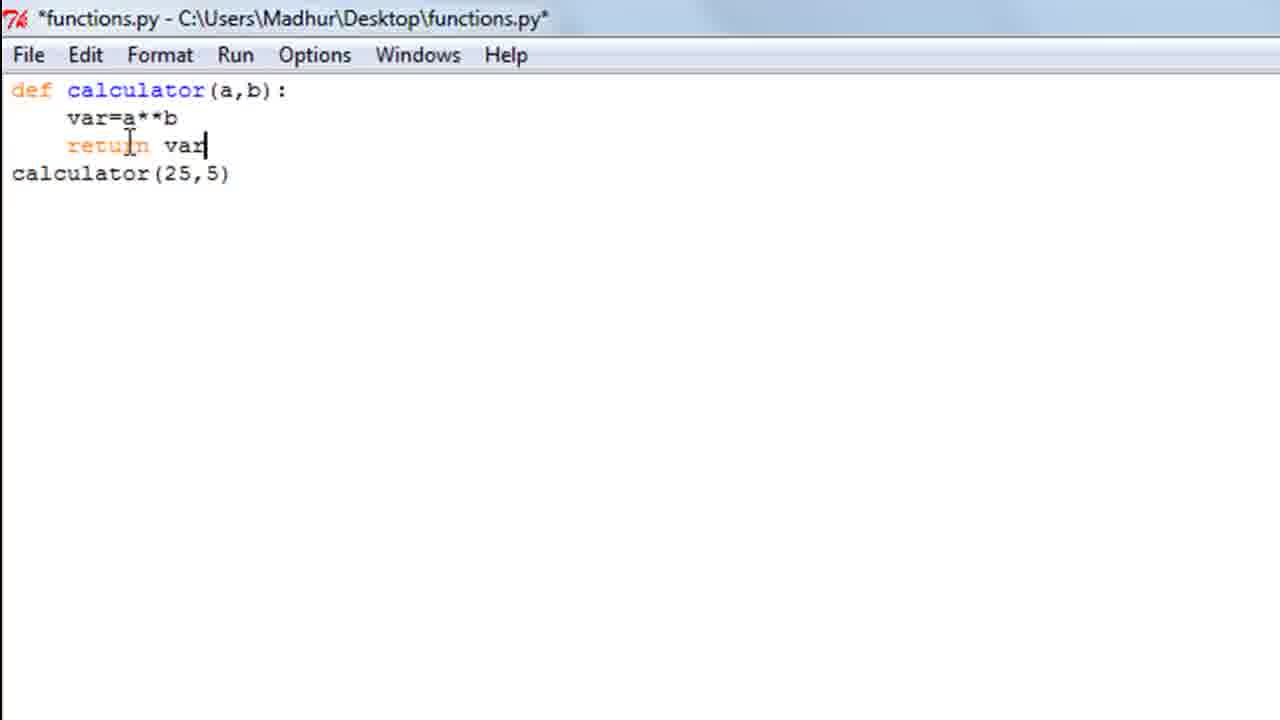 *functions.py - C:\Users\Madhur\Desktop\functions.py*
File Edit Format Run Options Windows Help
def calculator(a,b):
    var=a**b
    return var
calculator(25,5)